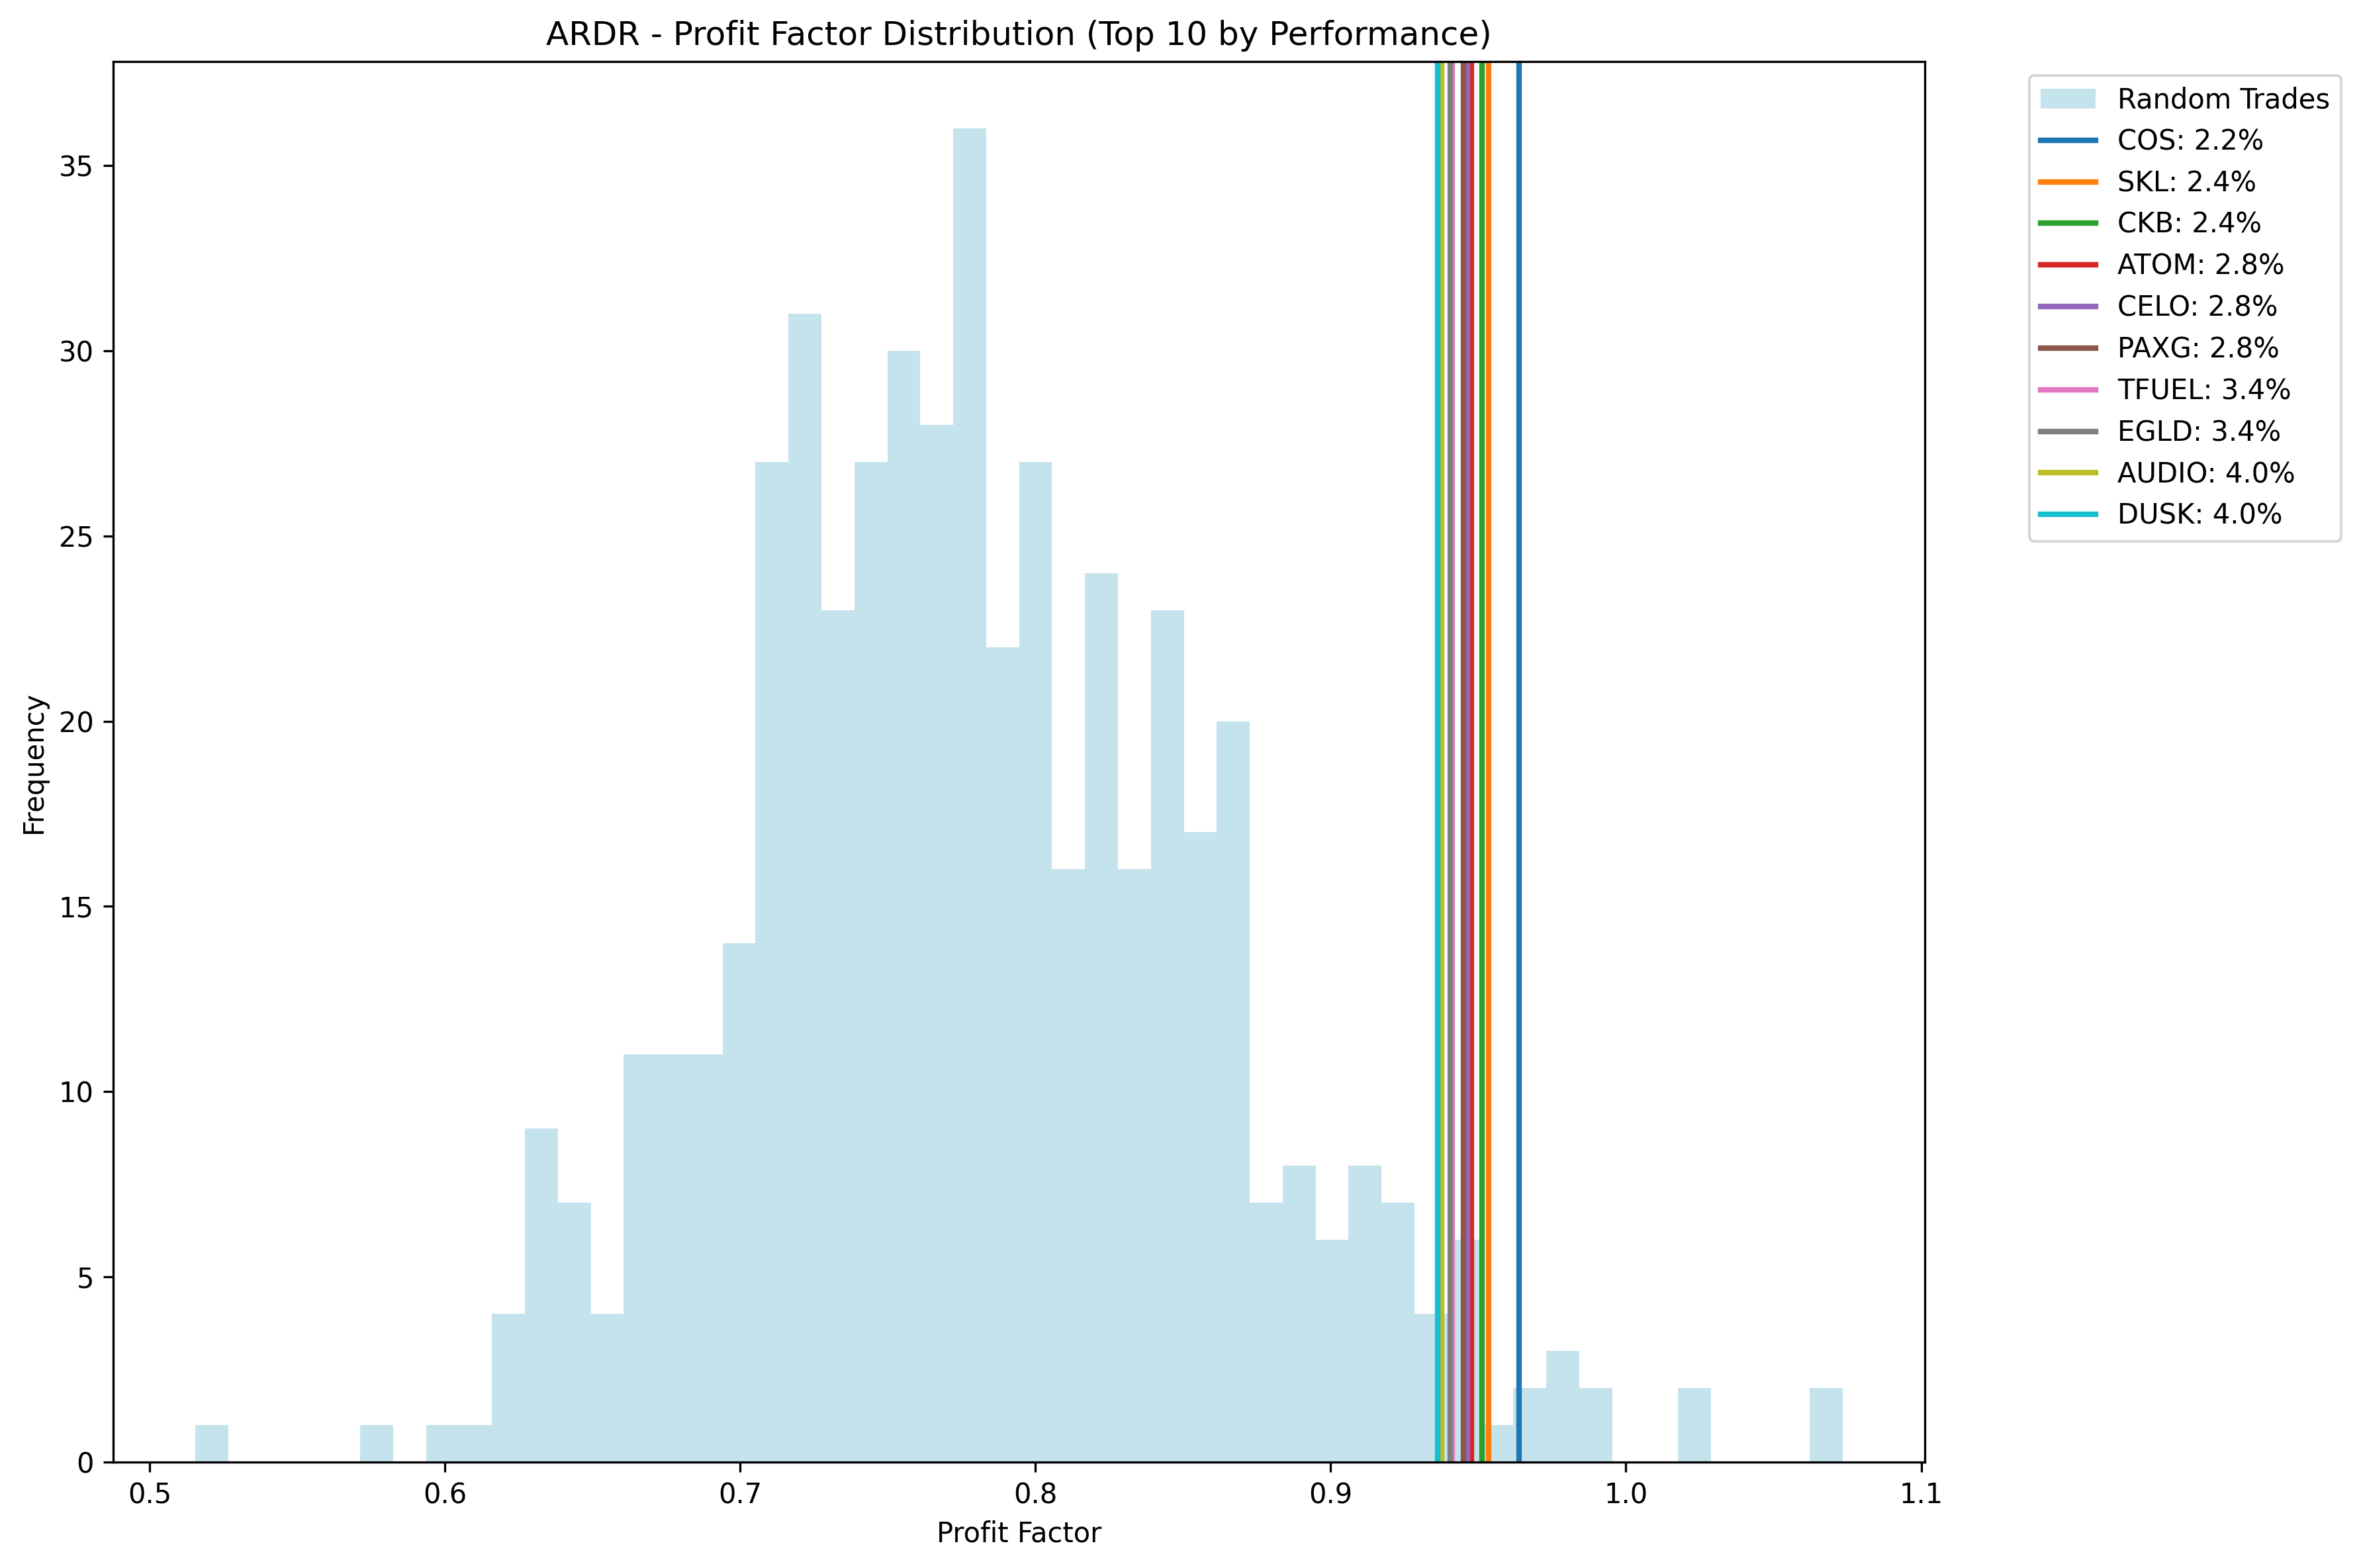 ARDR - Profit Factor Distribution (Top 10 by Performance)
Frequency
35
30
25
20
15
10
5
0
0.5 0.6 0.7 0.8 0.9 1.0 1.1
Profit Factor
Random Trades
COS: 2.2%
SKL: 2.4%
CKB: 2.4%
ATOM: 2.8%
CELO: 2.8%
PAXG: 2.8%
TFUEL: 3.4%
EGLD: 3.4%
AUDIO: 4.0%
DUSK: 4.0%